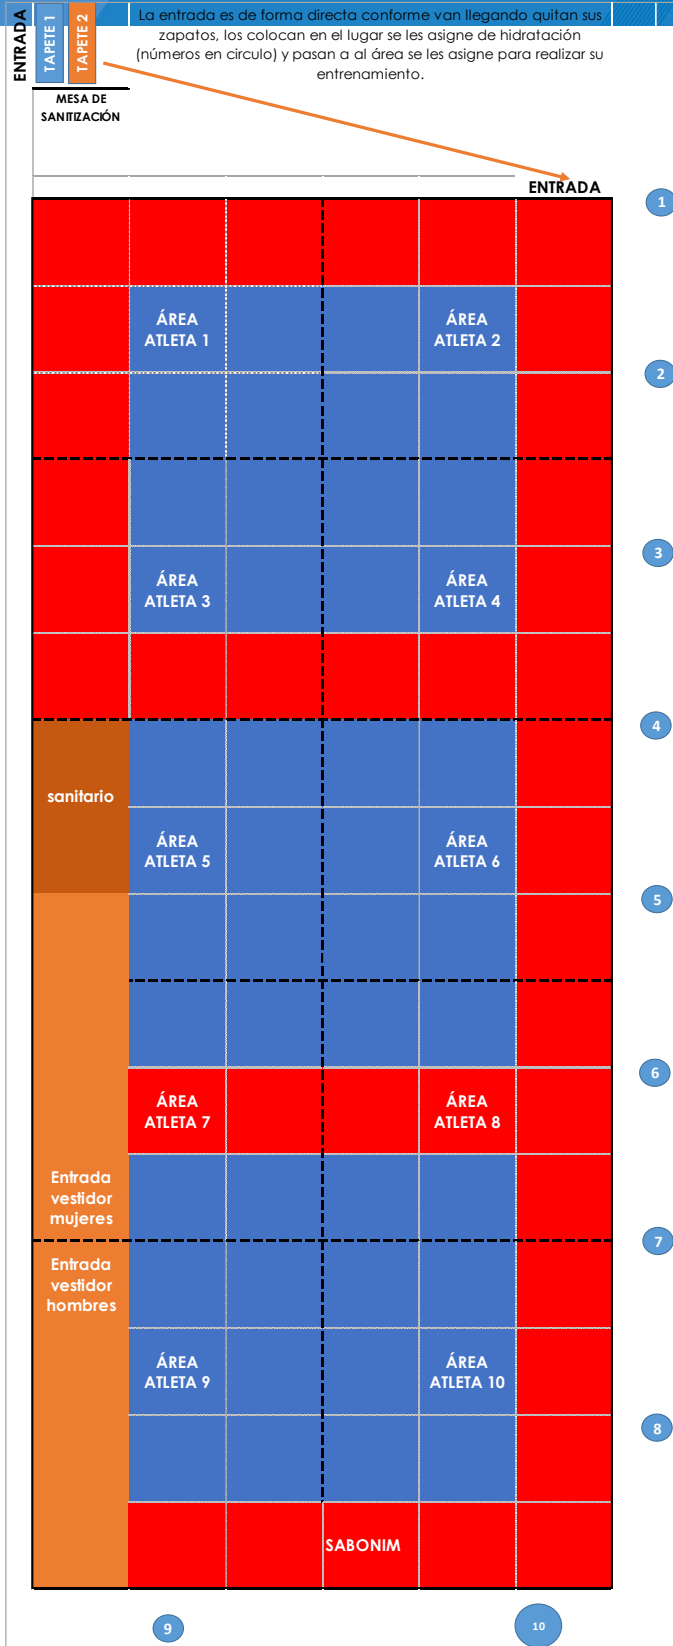 ENTRADA
TAPETE 1
TAPETE 2
La entrada es de forma directa conforme van llegando quitan sus
zapatos, los colocan en el lugar se les asigne de hidratación
(números en circulo) y pasan a al área se les asigne para realizar su
entrenamiento.
MESA DE
SANITIZACIÓN
ENTRADA
1
ÁREA
ATLETA 1
ÁREA
ATLETA 2
2
3
ÁREA
ATLETA 3
ÁREA
ATLETA 4
4
sanitario
ÁREA
ATLETA 5
ÁREA
ATLETA 6
5
6
ÁREA
ATLETA 7
ÁREA
ATLETA 8
Entrada
vestidor
mujeres
7
Entrada
vestidor
hombres
ÁREA
ATLETA 9
ÁREA
ATLETA 10
8
SABONIM
9
10